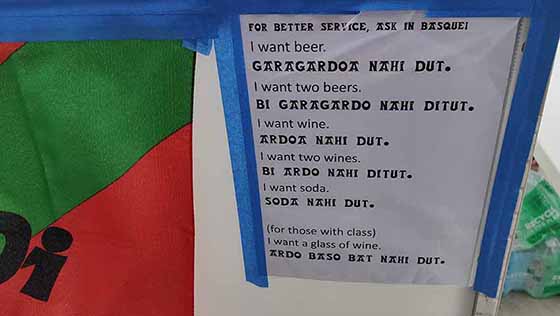 FOR BETTER SERVICE, ASK IN BASQUE!
I want beer.
GARAGARDOA NAHI DUT.
I want two beers.
BI GARAGARDO NAHI DITUT.
I want wine.
ARDOA NAHI DUT.
I want two wines.
BI ARDO NAHI DITUT.
I want soda.
SODA NAHI DUT.
(for those with class)
I want a glass of wine.
ARDO BASO BAT NAHI DUT.